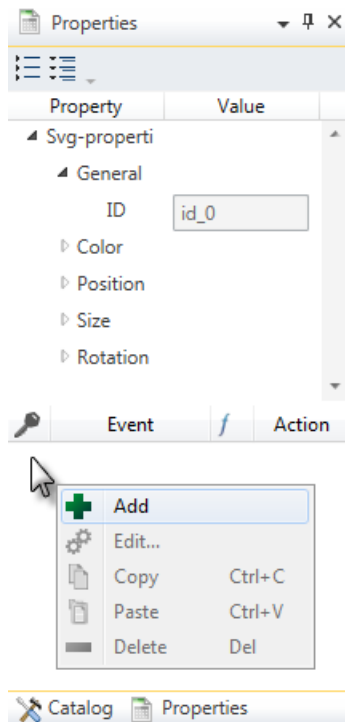 Properties
Property Value
Svg-properti
General
ID id_0
Color
Position
Size
Rotation
Event f Action
Add
Edit...
Copy Ctrl+C
Paste Ctrl+V
Delete Del
Catalog Properties